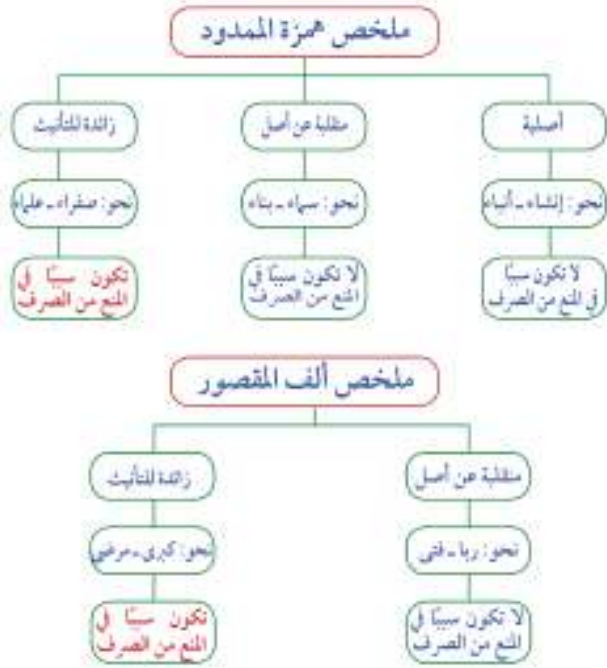 ملخص همزة الممدود
أصلية
منقلبة عن أصل
زائدة للتأنيث
نحو: إنشاء - أنباء
نحو: سماء - بناء
نحو: صفراء - علماء
لا تكون سببًا
في المنع من الصرف
لا تكون سببًا في
المنع من الصرف
تكون سببًا في
المنع من الصرف
ملخص ألف المقصور
منقلبة عن أصل
زائدة للتأنيث
نحو: ربا - فتى
نحو: كبرى - مرضى
لا تكون سببًا في
المنع من الصرف
تكون سببًا في
المنع من الصرف